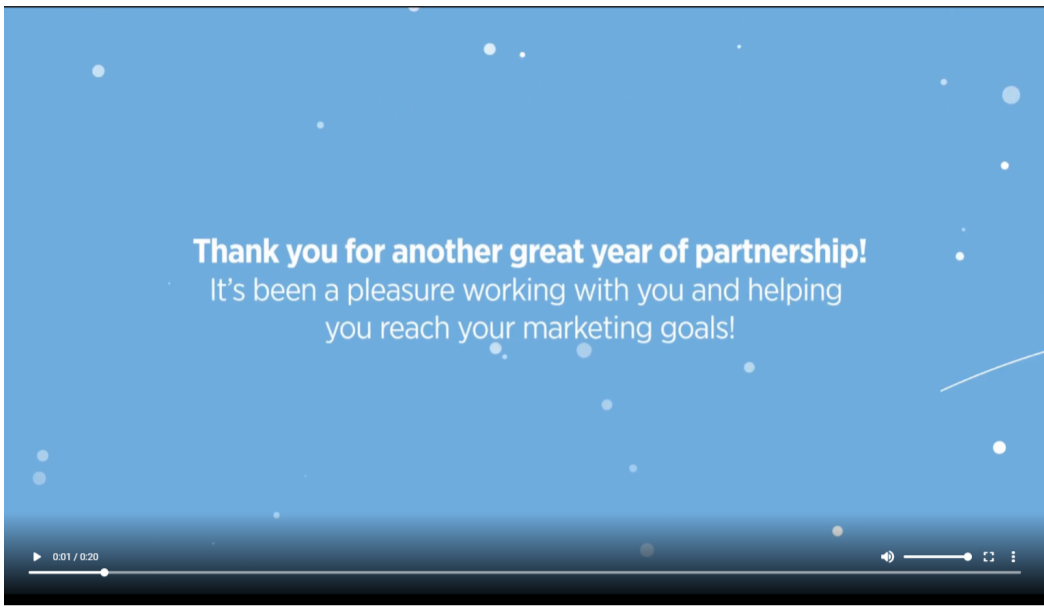 Thank you for another great year of partnership!
It's been a pleasure working with you and helping
you reach your marketing goals!
0:01 / 0:20